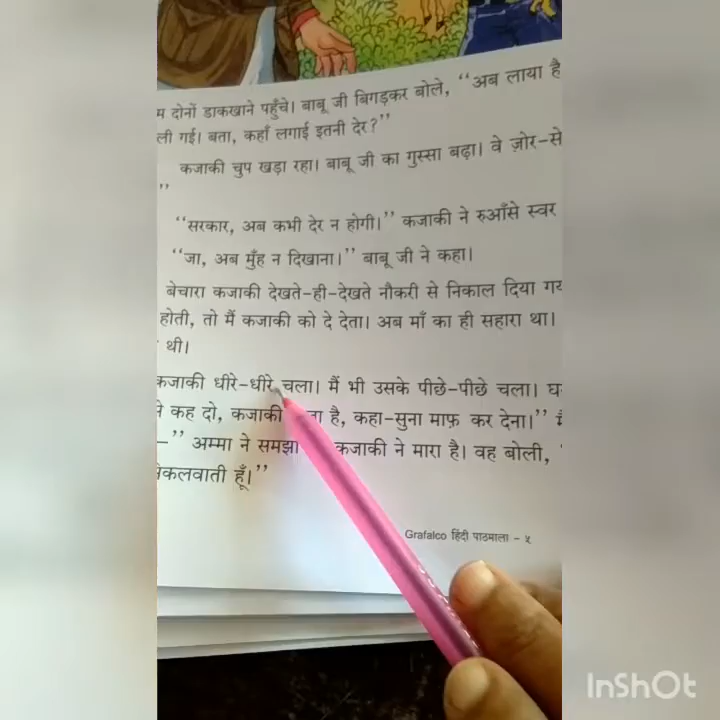 दोनों डाकखाने पहुँचे। बाबू जी बिगड़कर बोले, “अब लाया है
ली गई। बता, कहाँ लगाई इतनी देर?”
कजाकी चुप खड़ा रहा। बाबू जी का गुस्सा बढ़ा। वे ज़ोर-से
”
“सरकार, अब कभी देर न होगी।” कजाकी ने रुआँसे स्वर
“जा, अब मुँह न दिखाना।” बाबू जी ने कहा।
बेचारा कजाकी देखते-ही-देखते नौकरी से निकाल दिया
होती, तो मैं कजाकी को दे देता। अब माँ का ही सहारा था।
थी।
कजाकी धीरे-धीरे चला। मैं भी उसके पीछे-पीछे चला।
कह दो, कजाकी है, कहा-सुना माफ़ कर देना।”
–” अम्मा ने समझा कजाकी ने मारा है। वह बोली,
हूँ।”
Grafalco हिंदी पाठमाला – ५
InShOt